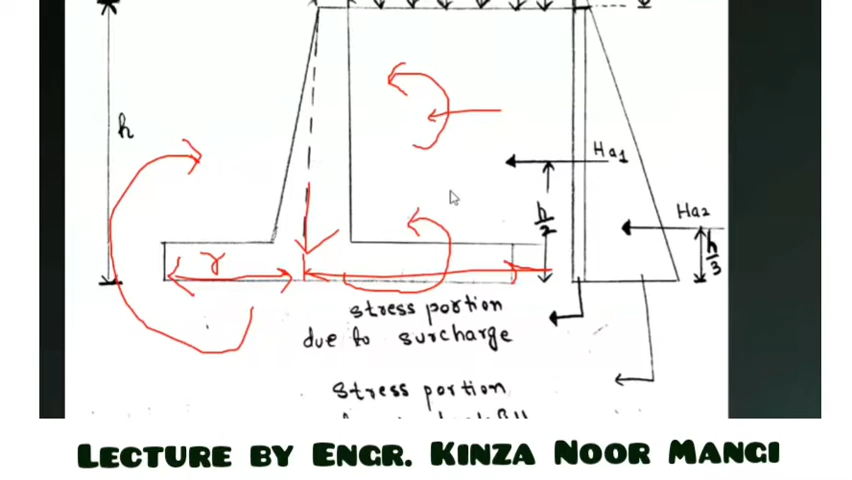 h
Ha1
h/2
Ha2
h/3
r
stress portion
due to surcharge
stress portion
LECTURE BY ENGR. KINZA NOOR MANGI